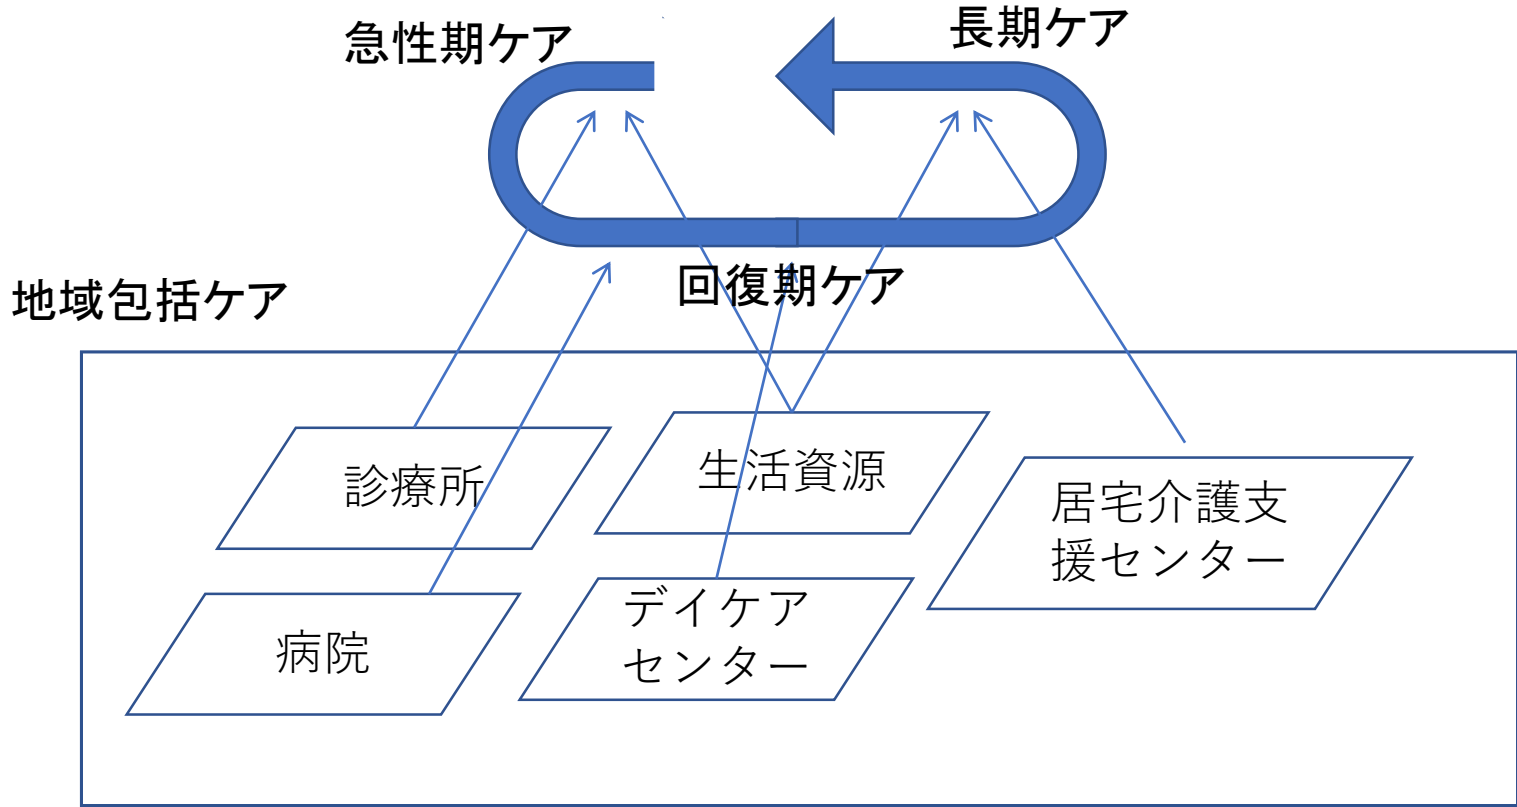 急性期ケア
長期ケア
回復期ケア
地域包括ケア
診療所
生活資源
居宅介護支
援センター
病院
デイケア
センター